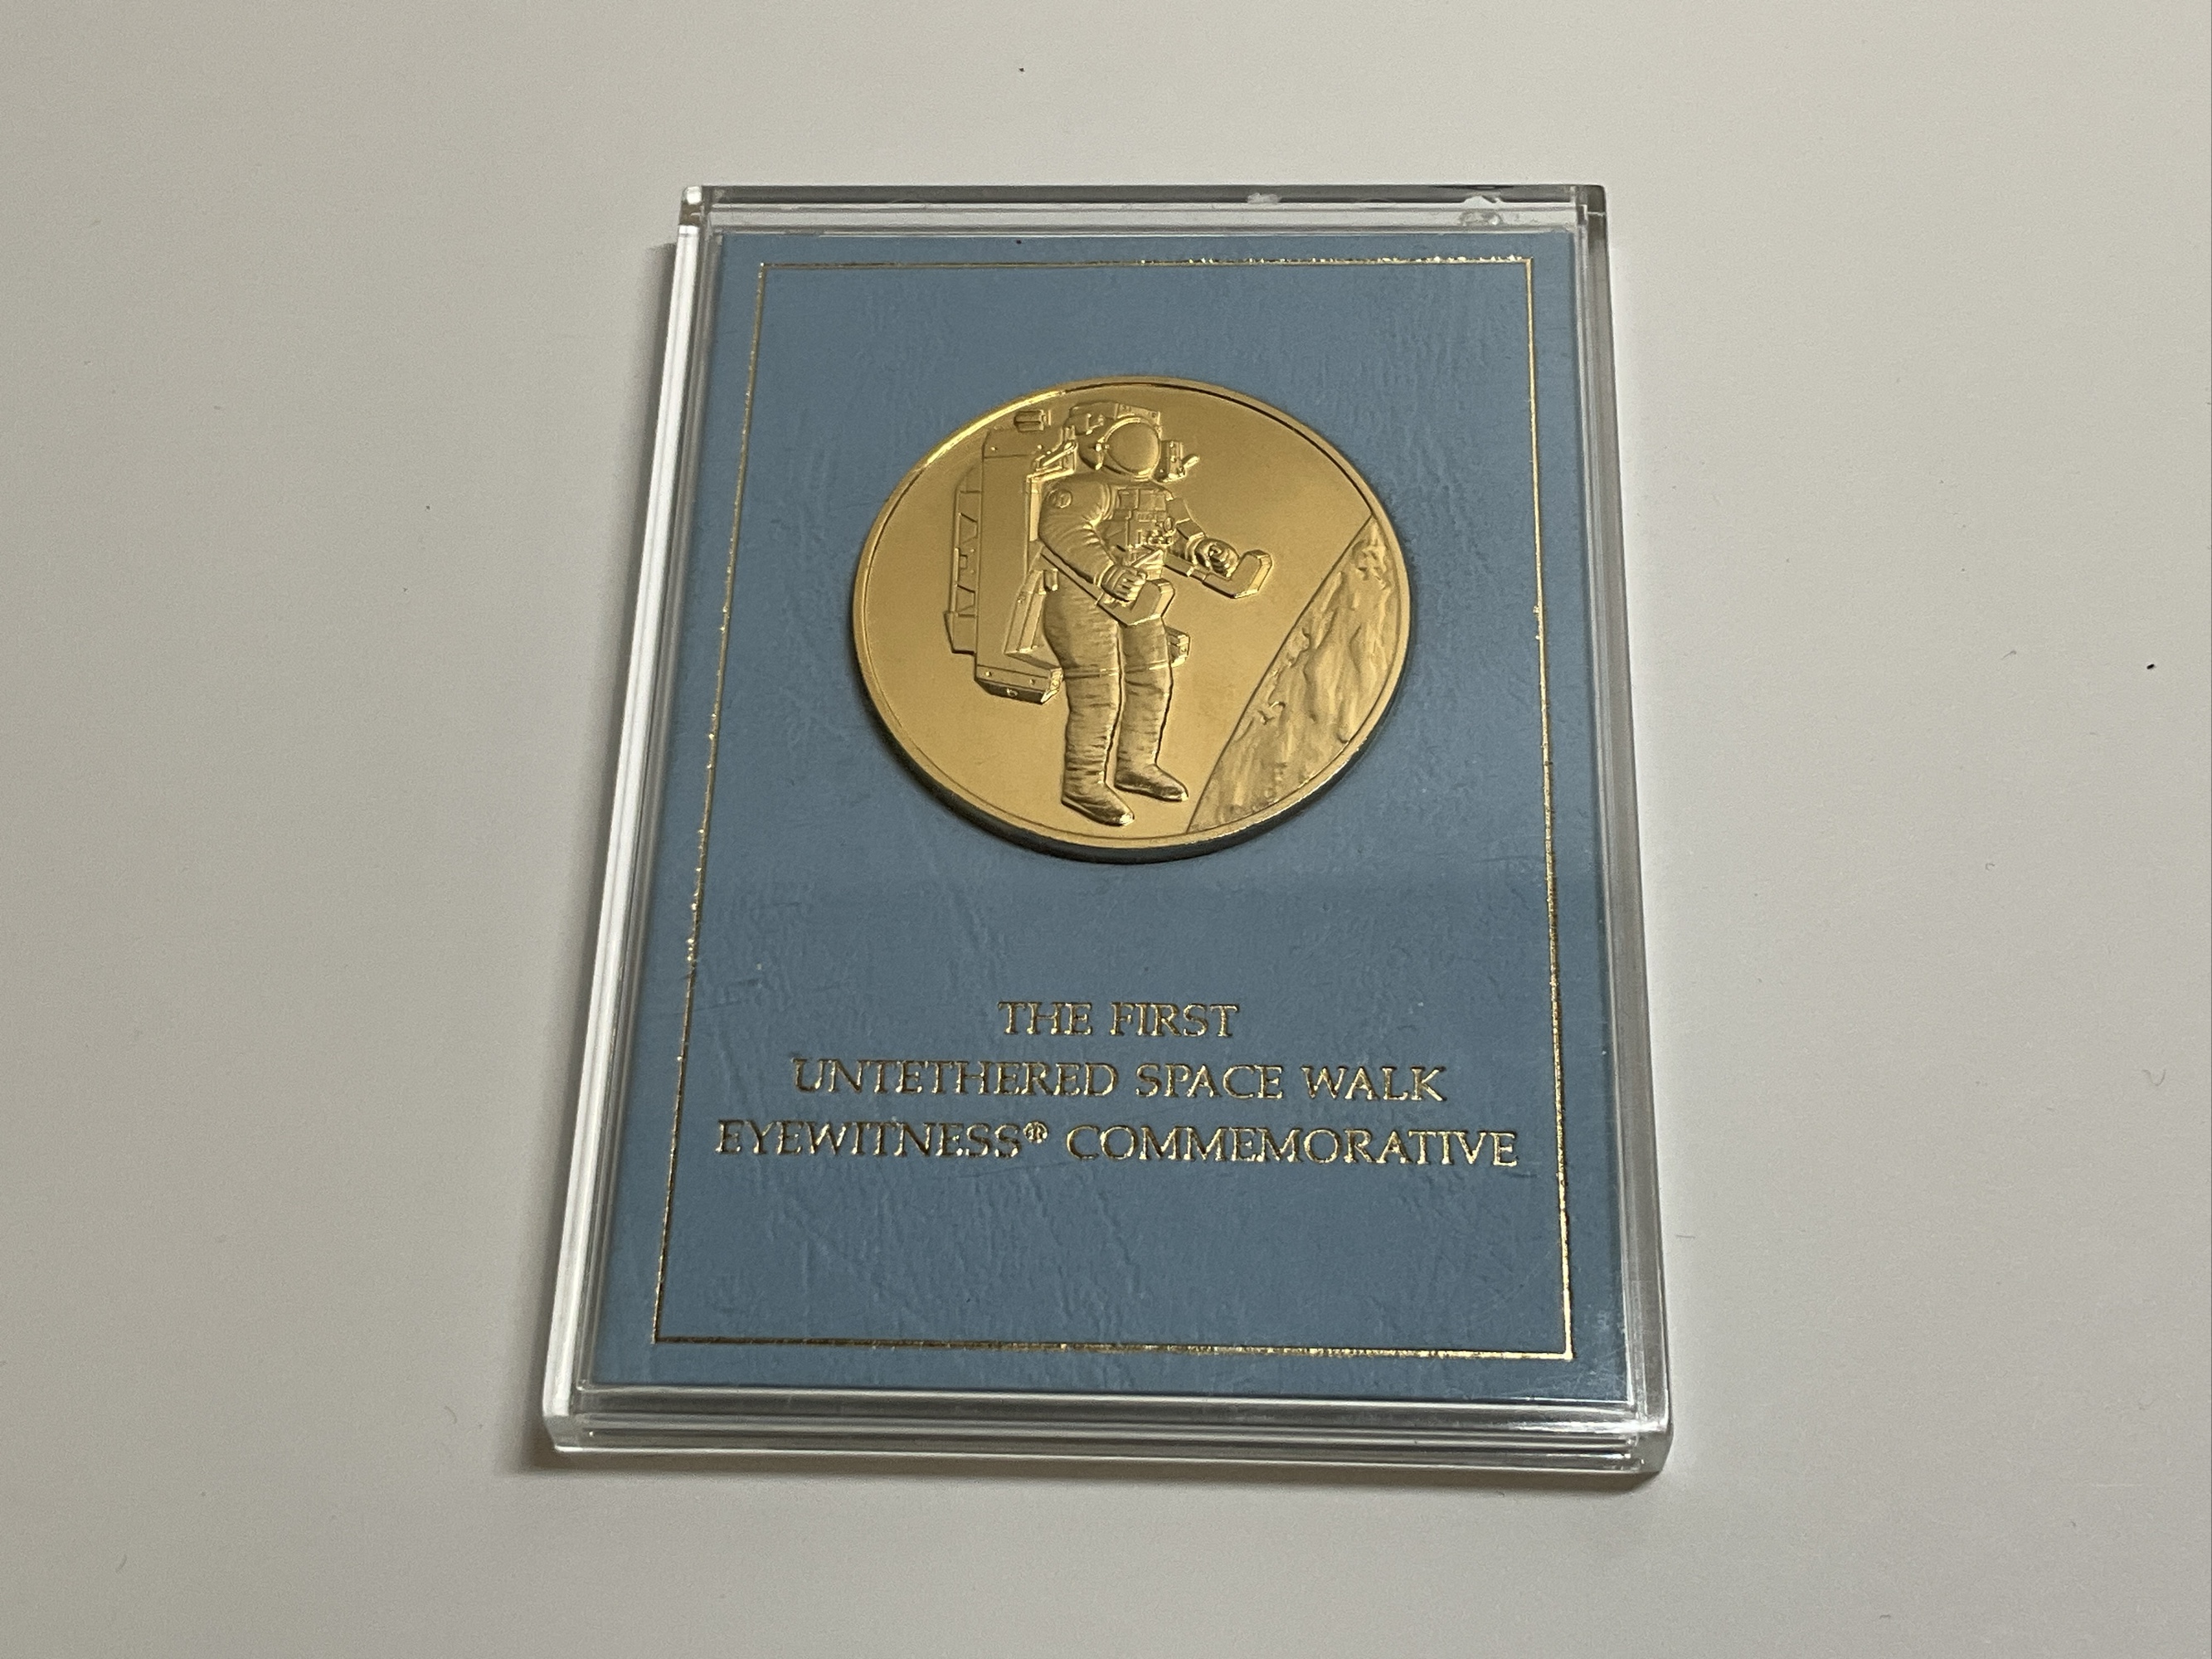 THE FIRST
UNTETHERED SPACE WALK
EYEWITNESS® COMMEMORATIVE